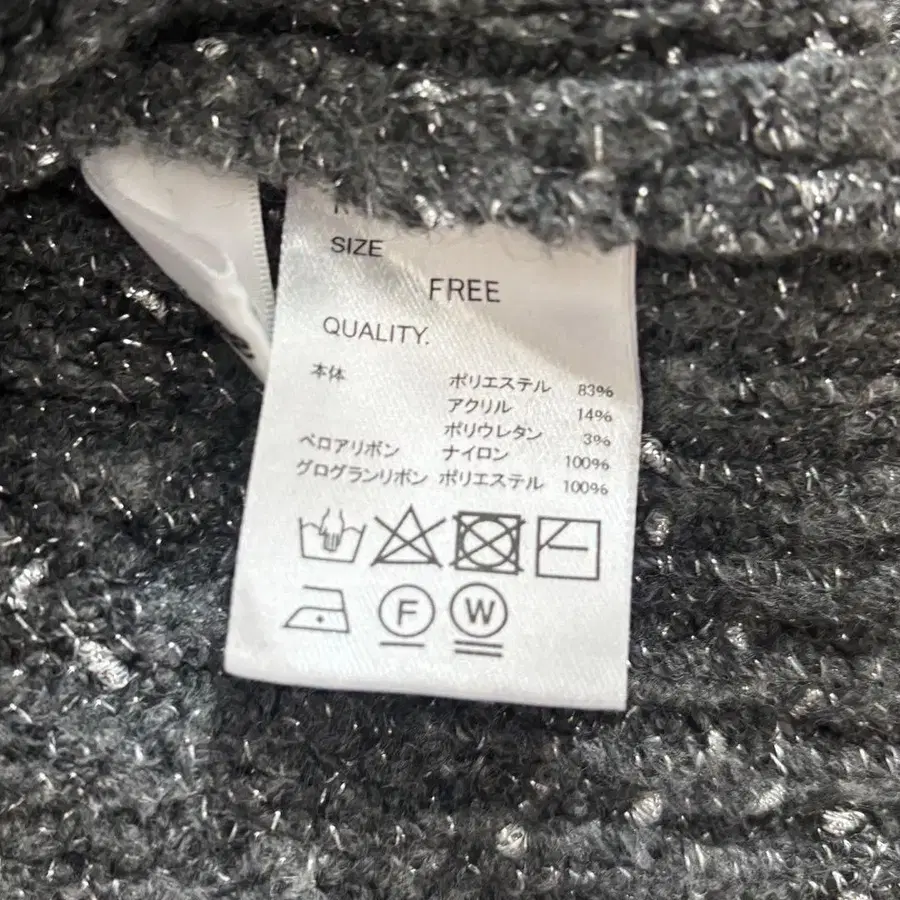 SIZE
FREE
QUALITY.
本体 ポリエステル 83%
アクリル 14%
ポリウレタン 3%
ベロアリボン ナイロン 100%
グログランリボン ポリエステル 100%
F W